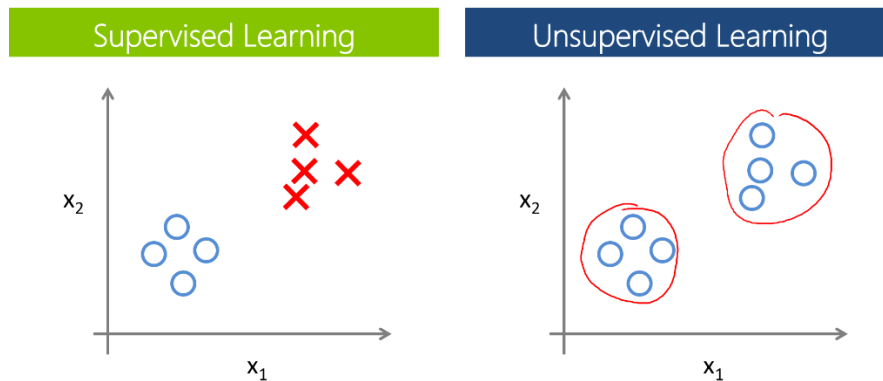 Supervised Learning
Unsupervised Learning
x₂
x₁
x₂
x₁